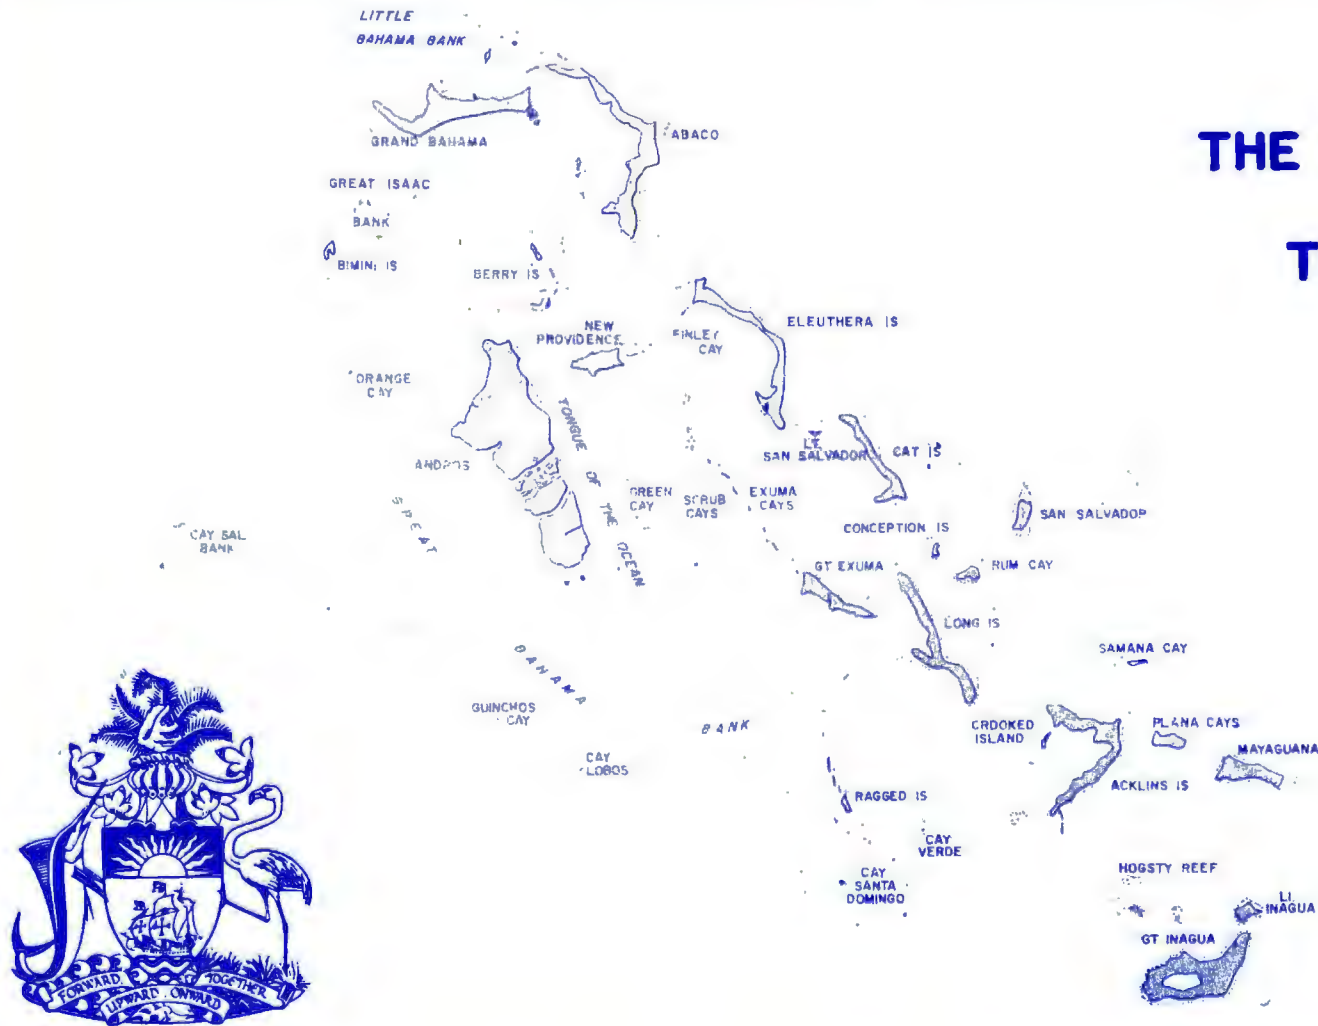 LITTLE
BAHAMA BANK
THE
T
GRAND BAHAMA
ABACO
GREAT ISAAC
BANK
BIMINI IS
BERRY IS
ELEUTHERA IS
NEW
PROVIDENCE
FINLEY
CAY
ORANGE
CAY
TONGUE OF THE OCEAN
LT.
SAN SALVADOR
CAT IS
ANDROS
GREEN
CAY
SCRUB
CAYS
EXUMA
CAYS
GREAT
SAN SALVADOR
CONCEPTION IS
CAY SAL
BANK
GT EXUMA
RUM CAY
LONG IS
SAMANA CAY
BAHAMA
GUINCHOS
CAY
BANK
CROOKED
ISLAND
PLANA CAYS
MAYAGUANA
CAY
LOBOS
ACKLINS IS
RAGGED IS
CAY
VERDE
CAY
SANTA
DOMINGO
HOGSTY REEF
LI.
INAGUA
GT INAGUA
FORWARD, UPWARD, ONWARD TOGETHER